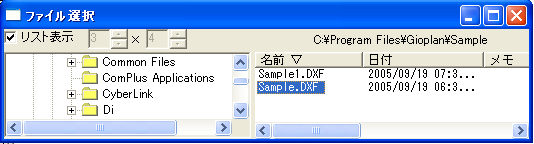 ファイル選択
リスト表示 3 × 4 C:¥Program Files¥Gioplan¥Sample
Common Files
ComPlus Applications
CyberLink
Di
名前 ▽ 日付 メモ
Sample1.DXF 2005/09/19 07:3...
Sample.DXF 2005/09/19 06:3...